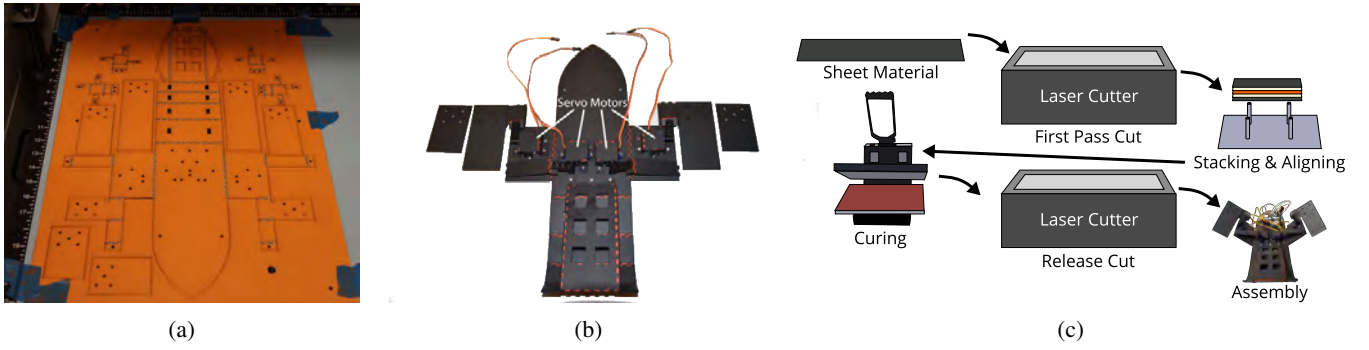 Servo Motors
Sheet Material
Laser Cutter
First Pass Cut
Stacking & Aligning
Curing
Laser Cutter
Release Cut
Assembly
(a)
(b)
(c)